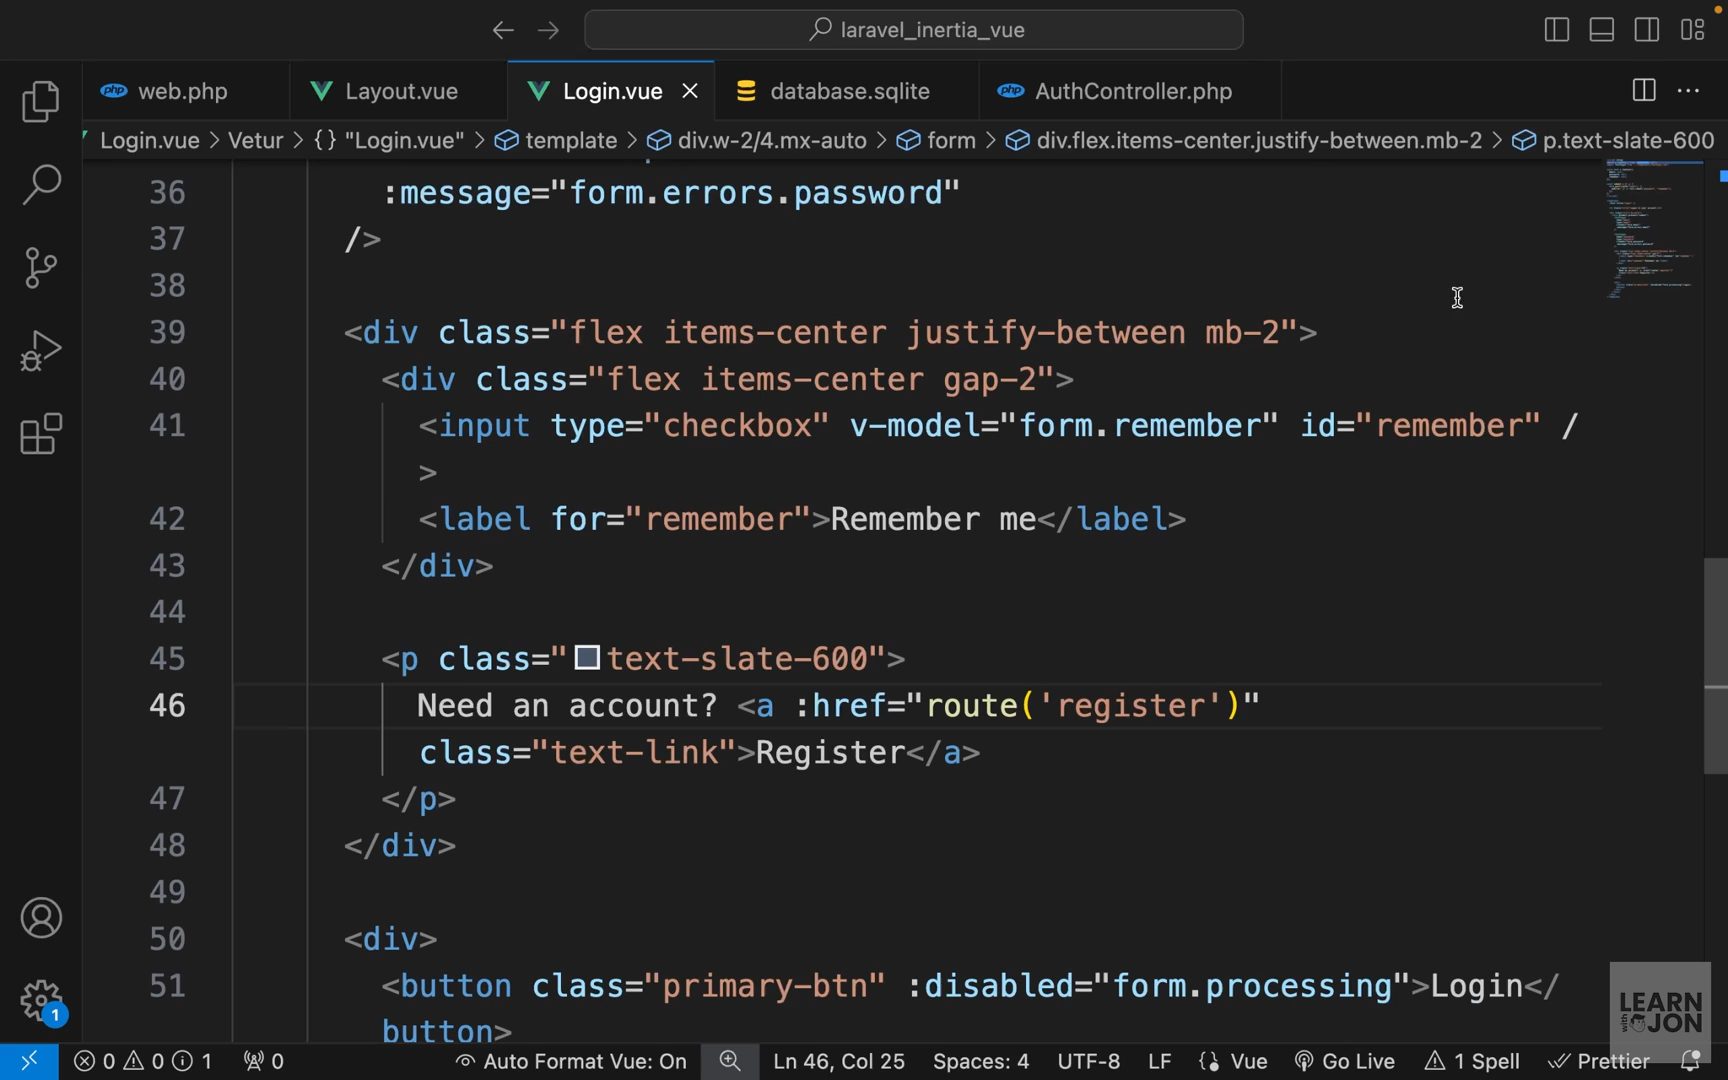 laravel_inertia_vue
php web.php
Layout.vue
Login.vue
database.sqlite
php AuthController.php
Login.vue > Vetur > {} "Login.vue" > template > div.w-2/4.mx-auto > form > div.flex.items-center.justify-between.mb-2 > p.text-slate-600
36 :message="form.errors.password"
37 />
38
39 <div class="flex items-center justify-between mb-2">
40 <div class="flex items-center gap-2">
41 <input type="checkbox" v-model="form.remember" id="remember" /
>
42 <label for="remember">Remember me</label>
43 </div>
44
45 <p class="text-slate-600">
46 Need an account? <a :href="route('register')"
class="text-link">Register</a>
47 </p>
48 </div>
49
50 <div>
51 <button class="primary-btn" :disabled="form.processing">Login</
button>
1
LEARN
with
JON
0 0 1 0 Auto Format Vue: On Ln 46, Col 25 Spaces: 4 UTF-8 LF {} Vue Go Live 1 Spell Prettier